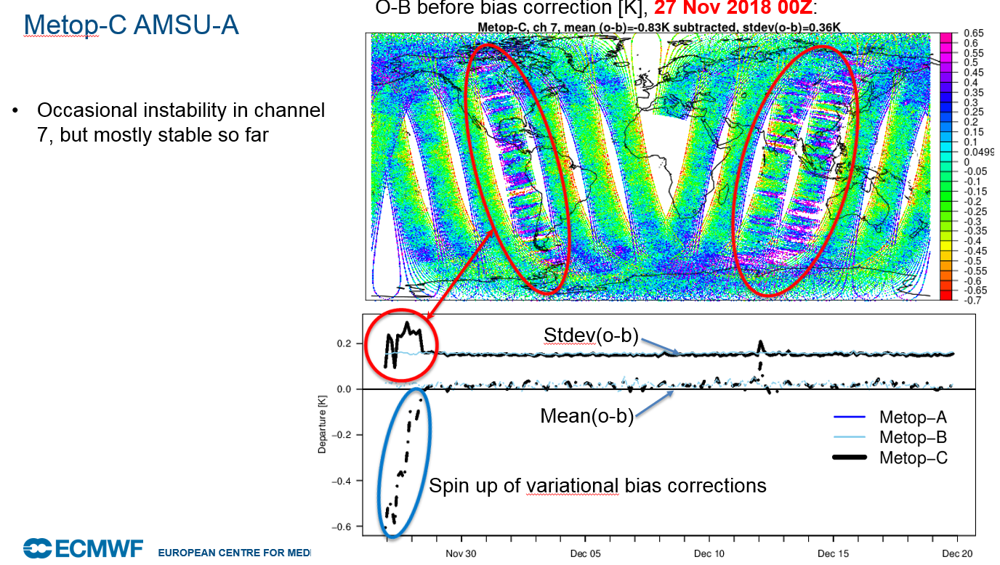 O-B before bias correction [K], 27 Nov 2018 00Z:
Metop-C AMSU-A
Metop-C, ch 7, mean (o-b)=-0.83K subtracted, stdev(o-b)=0.36K
• Occasional instability in channel
7, but mostly stable so far
0.65
0.6
0.55
0.5
0.45
0.4
0.35
0.3
0.25
0.2
0.15
0.1
0.0499
0
-0.05
-0.1
-0.15
-0.2
-0.25
-0.3
-0.35
-0.4
-0.45
-0.5
-0.55
-0.6
-0.65
-0.7
Stdev(o-b)
Mean(o-b)
Departure [K]
0.2
0.0
−0.2
−0.4
−0.6
Metop−A
Metop−B
Metop−C
Spin up of variational bias corrections
Nov 30
Dec 05
Dec 10
Dec 15
Dec 20
ECMWF
EUROPEAN CENTRE FOR MEDI